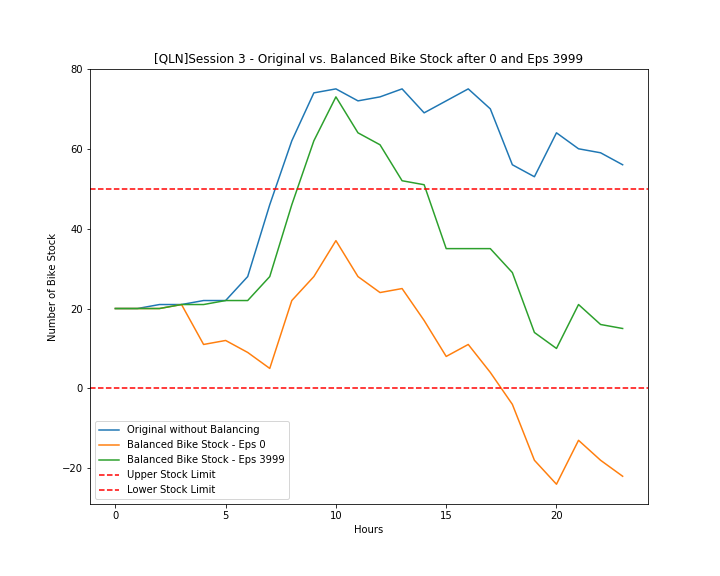 [QLN]Session 3 - Original vs. Balanced Bike Stock after 0 and Eps 3999
80
60
40
20
0
−20
Number of Bike Stock
Original without Balancing
Balanced Bike Stock - Eps 0
Balanced Bike Stock - Eps 3999
Upper Stock Limit
Lower Stock Limit
0 5 10 15 20
Hours